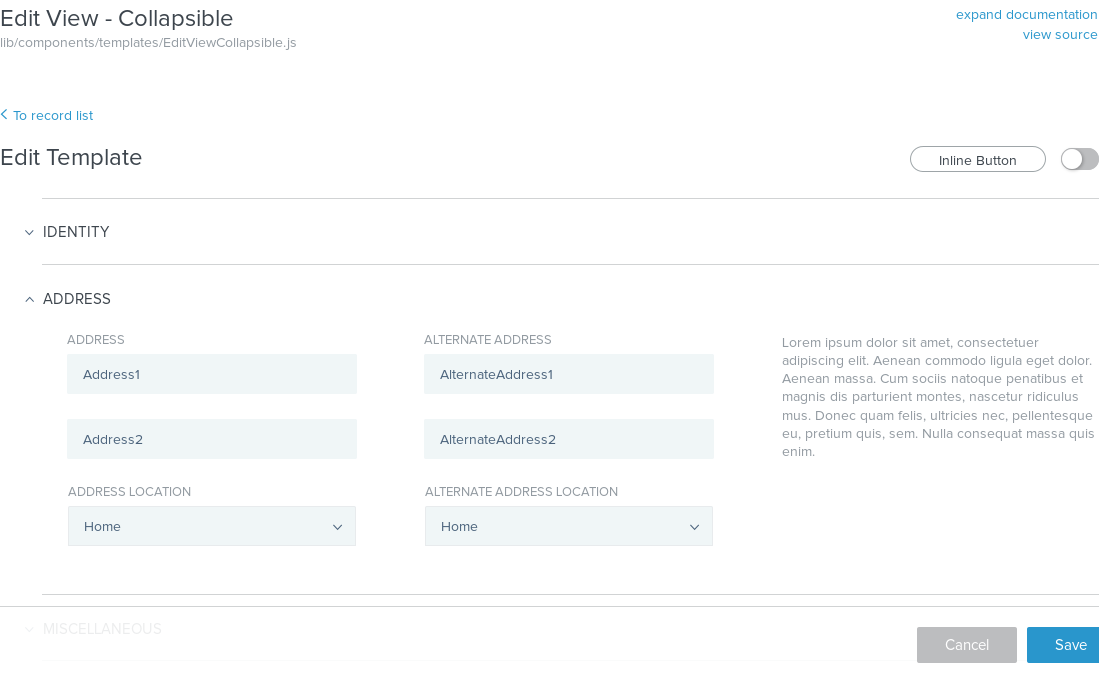 Edit View - Collapsible
expand documentation
lib/components/templates/EditViewCollapsible.js
view source
To record list
Edit Template
Inline Button
IDENTITY
ADDRESS
ADDRESS
ALTERNATE ADDRESS
Address1
AlternateAddress1
Address2
AlternateAddress2
Lorem ipsum dolor sit amet, consectetuer
adipiscing elit. Aenean commodo ligula eget dolor.
Aenean massa. Cum sociis natoque penatibus et
magnis dis parturient montes, nascetur ridiculus
mus. Donec quam felis, ultricies nec, pellentesque
eu, pretium quis, sem. Nulla consequat massa quis
enim.
ADDRESS LOCATION
ALTERNATE ADDRESS LOCATION
Home
Home
MISCELLANEOUS
Cancel
Save